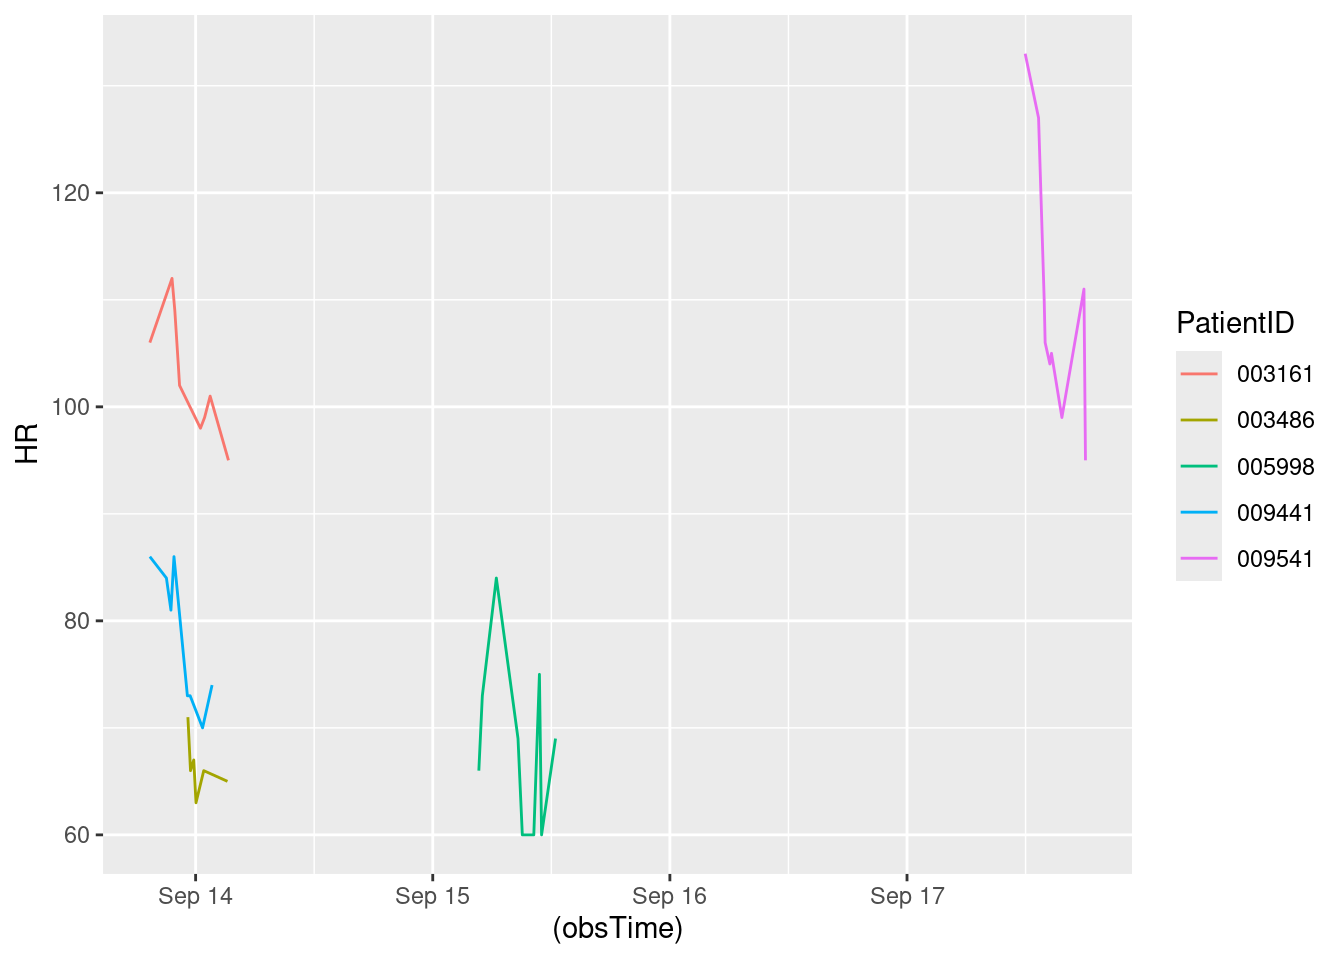 HR
120
100
80
60
Sep 14
Sep 15
Sep 16
Sep 17
(obsTime)
PatientID
003161
003486
005998
009441
009541